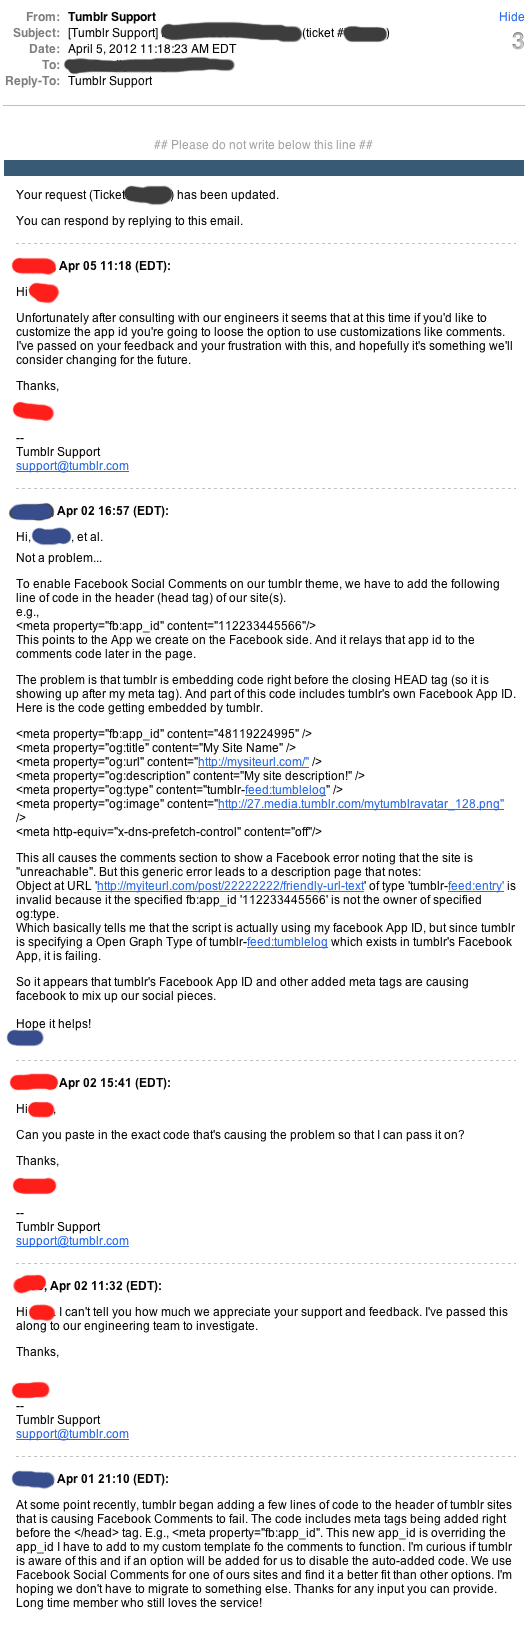 From: Tumblr Support
Hide
Subject: [Tumblr Support] (ticket # )
3
Date: April 5, 2012 11:18:23 AM EDT
To:
Reply-To: Tumblr Support
## Please do not write below this line ##
Your request (Ticket ) has been updated.
You can respond by replying to this email.
Apr 05 11:18 (EDT):
Hi
Unfortunately after consulting with our engineers it seems that at this time if you'd like to
customize the app id you're going to loose the option to use customizations like comments.
I've passed on your feedback and your frustration with this, and hopefully it's something we'll
consider changing for the future.
Thanks,
--
Tumblr Support
support@tumblr.com
Apr 02 16:57 (EDT):
Hi, , et al.
Not a problem...
To enable Facebook Social Comments on our tumblr theme, we have to add the following
line of code in the header (head tag) of our site(s).
e.g.,
<meta property="fb:app_id" content="112233445566"/>
This points to the App we create on the Facebook side. And it relays that app id to the
comments code later in the page.
The problem is that tumblr is embedding code right before the closing HEAD tag (so it is
showing up after my meta tag). And part of this code includes tumblr's own Facebook App ID.
Here is the code getting embedded by tumblr.
<meta property="fb:app_id" content="48119224995" />
<meta property="og:title" content="My Site Name" />
<meta property="og:url" content="http://mysiteurl.com/" />
<meta property="og:description" content="My site description!" />
<meta property="og:type" content="tumblr-feed:tumblelog" />
<meta property="og:image" content="http://27.media.tumblr.com/mytumblravatar_128.png"
/>
<meta http-equiv="x-dns-prefetch-control" content="off"/>
This all causes the comments section to show a Facebook error noting that the site is
"unreachable". But this generic error leads to a description page that notes:
Object at URL 'http://myiteurl.com/post/22222222/friendly-url-text' of type 'tumblr-feed:entry' is
invalid because it the specified fb:app_id '112233445566' is not the owner of specified
og:type.
Which basically tells me that the script is actually using my facebook App ID, but since tumblr
is specifying a Open Graph Type of tumblr-feed:tumblelog which exists in tumblr's Facebook
App, it is failing.
So it appears that tumblr's Facebook App ID and other added meta tags are causing
facebook to mix up our social pieces.
Hope it helps!
Apr 02 15:41 (EDT):
Hi ,
Can you paste in the exact code that's causing the problem so that I can pass it on?
Thanks,
--
Tumblr Support
support@tumblr.com
, Apr 02 11:32 (EDT):
Hi . I can't tell you how much we appreciate your support and feedback. I've passed this
along to our engineering team to investigate.
Thanks,
--
Tumblr Support
support@tumblr.com
Apr 01 21:10 (EDT):
At some point recently, tumblr began adding a few lines of code to the header of tumblr sites
that is causing Facebook Comments to fail. The code includes meta tags being added right
before the </head> tag. E.g., <meta property="fb:app_id". This new app_id is overriding the
app_id I have to add to my custom template fo the comments to function. I'm curious if tumblr
is aware of this and if an option will be added for us to disable the auto-added code. We use
Facebook Social Comments for one of ours sites and find it a better fit than other options. I'm
hoping we don't have to migrate to something else. Thanks for any input you can provide.
Long time member who still loves the service!